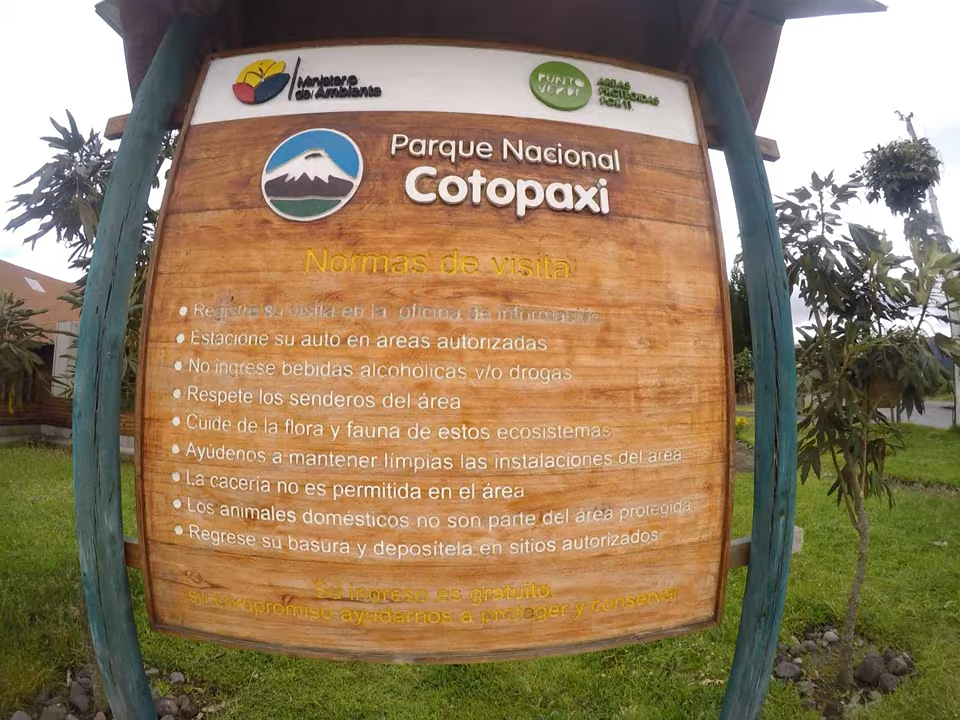 Ministerio
del Ambiente
PUNTO
VERDE
ÁREAS
PROTEGIDAS
POR TI.
Parque Nacional
Cotopaxi
Normas de visita
• Registre su visita en la oficina de información
• Estacione su auto en áreas autorizadas
• No ingrese bebidas alcohólicas y/o drogas
• Respete los senderos del área
• Cuide de la flora y fauna de estos ecosistemas
• Ayúdenos a mantener limpias las instalaciones del área
• La caceria no es permitida en el área
• Los animales domésticos no son parte del área protegida
• Regrese su basura y deposítela en sitios autorizados
Su ingreso es gratuito,
su compromiso ayudarnos a proteger y conservar